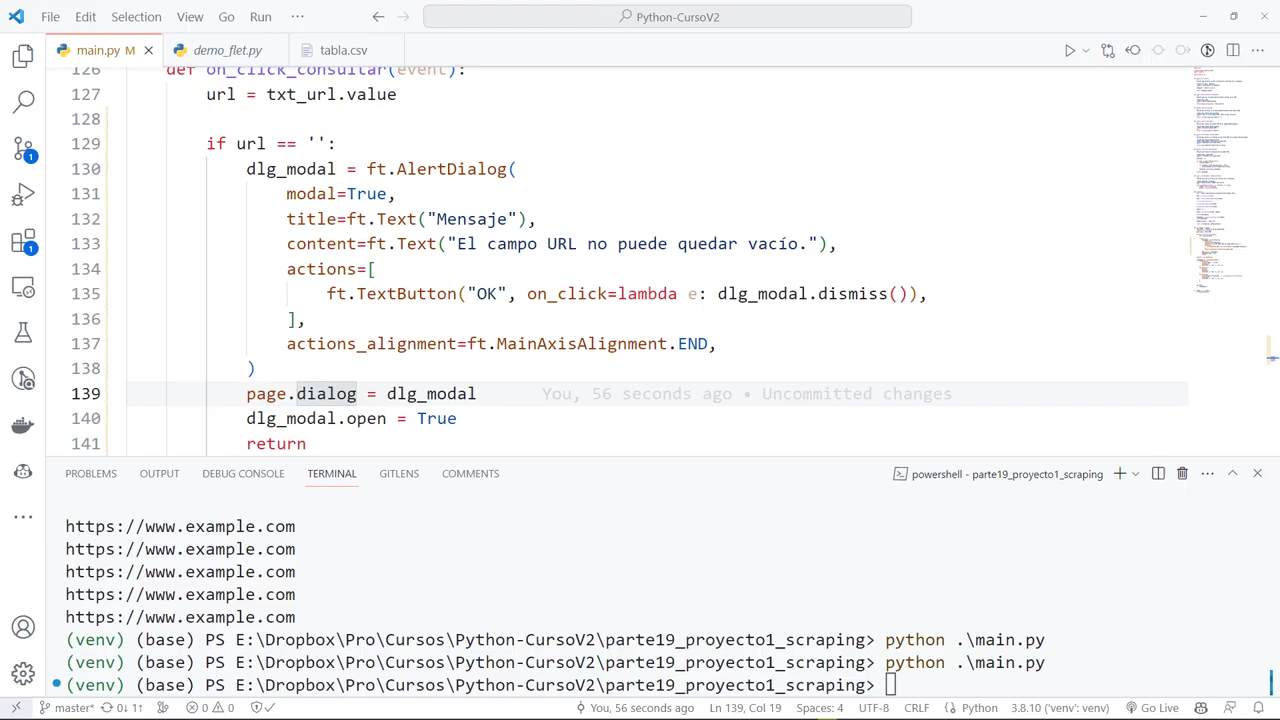 File Edit Selection View Go Run ··· Python-CursoV2
main.py M demo_flet.py tabla.csv
126 def on_click_consultar(event):
127 url = txt_url.value
128
129 if url == '':
130 dlg_modal = ft.AlertDialog(
131 modal=True,
132 title=ft.Text("Mensaje"),
133 content=ft.Text("El campo URL no puede quedar vacío.")
134 actions=[
135 ft.TextButton("OK", on_click=lambda e: dlg_modal.dismiss()),
136 ],
137 actions_alignment=ft.MainAxisAlignment.END,
138 )
139 page.dialog = dlg_modal You, 56 seconds ago • Uncommitted changes
140 dlg_modal.open = True
141 return
PROBLEMS OUTPUT DEBUG CONSOLE TERMINAL GITLENS COMMENTS powershell - parte19_proyecto1_scraping
https://www.example.com
https://www.example.com
https://www.example.com
https://www.example.com
https://www.example.com
(venv) (base) PS E:\Dropbox\Pro\Cursos\Python-CursoV2\parte19_proyecto1_scraping> python .\main.py
(venv) (base) PS E:\Dropbox\Pro\Cursos\Python-CursoV2\parte19_proyecto1_scraping> python .\main.py
(venv) (base) PS E:\Dropbox\Pro\Cursos\Python-CursoV2\parte19_proyecto1_scraping>
master* 0↓ 1↑ 0 0 You, 56 seconds ago Ln 139, Col 19 Spaces: 4 UTF-8 CRLF Python 3.8.10 ('venv': venv) Go Live